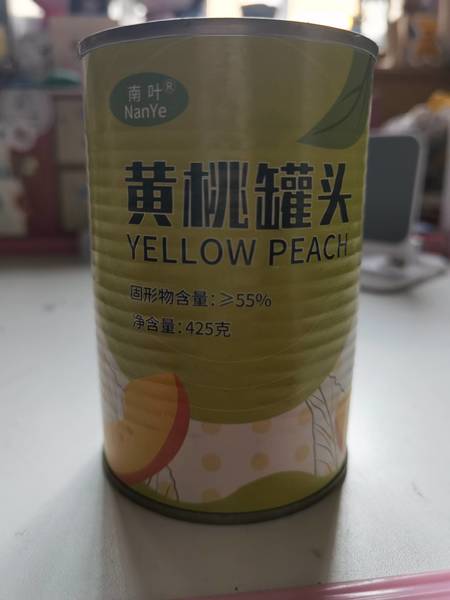 南叶®
NanYe
黄桃罐头
YELLOW PEACH
固形物含量:≥55%
净含量:425克